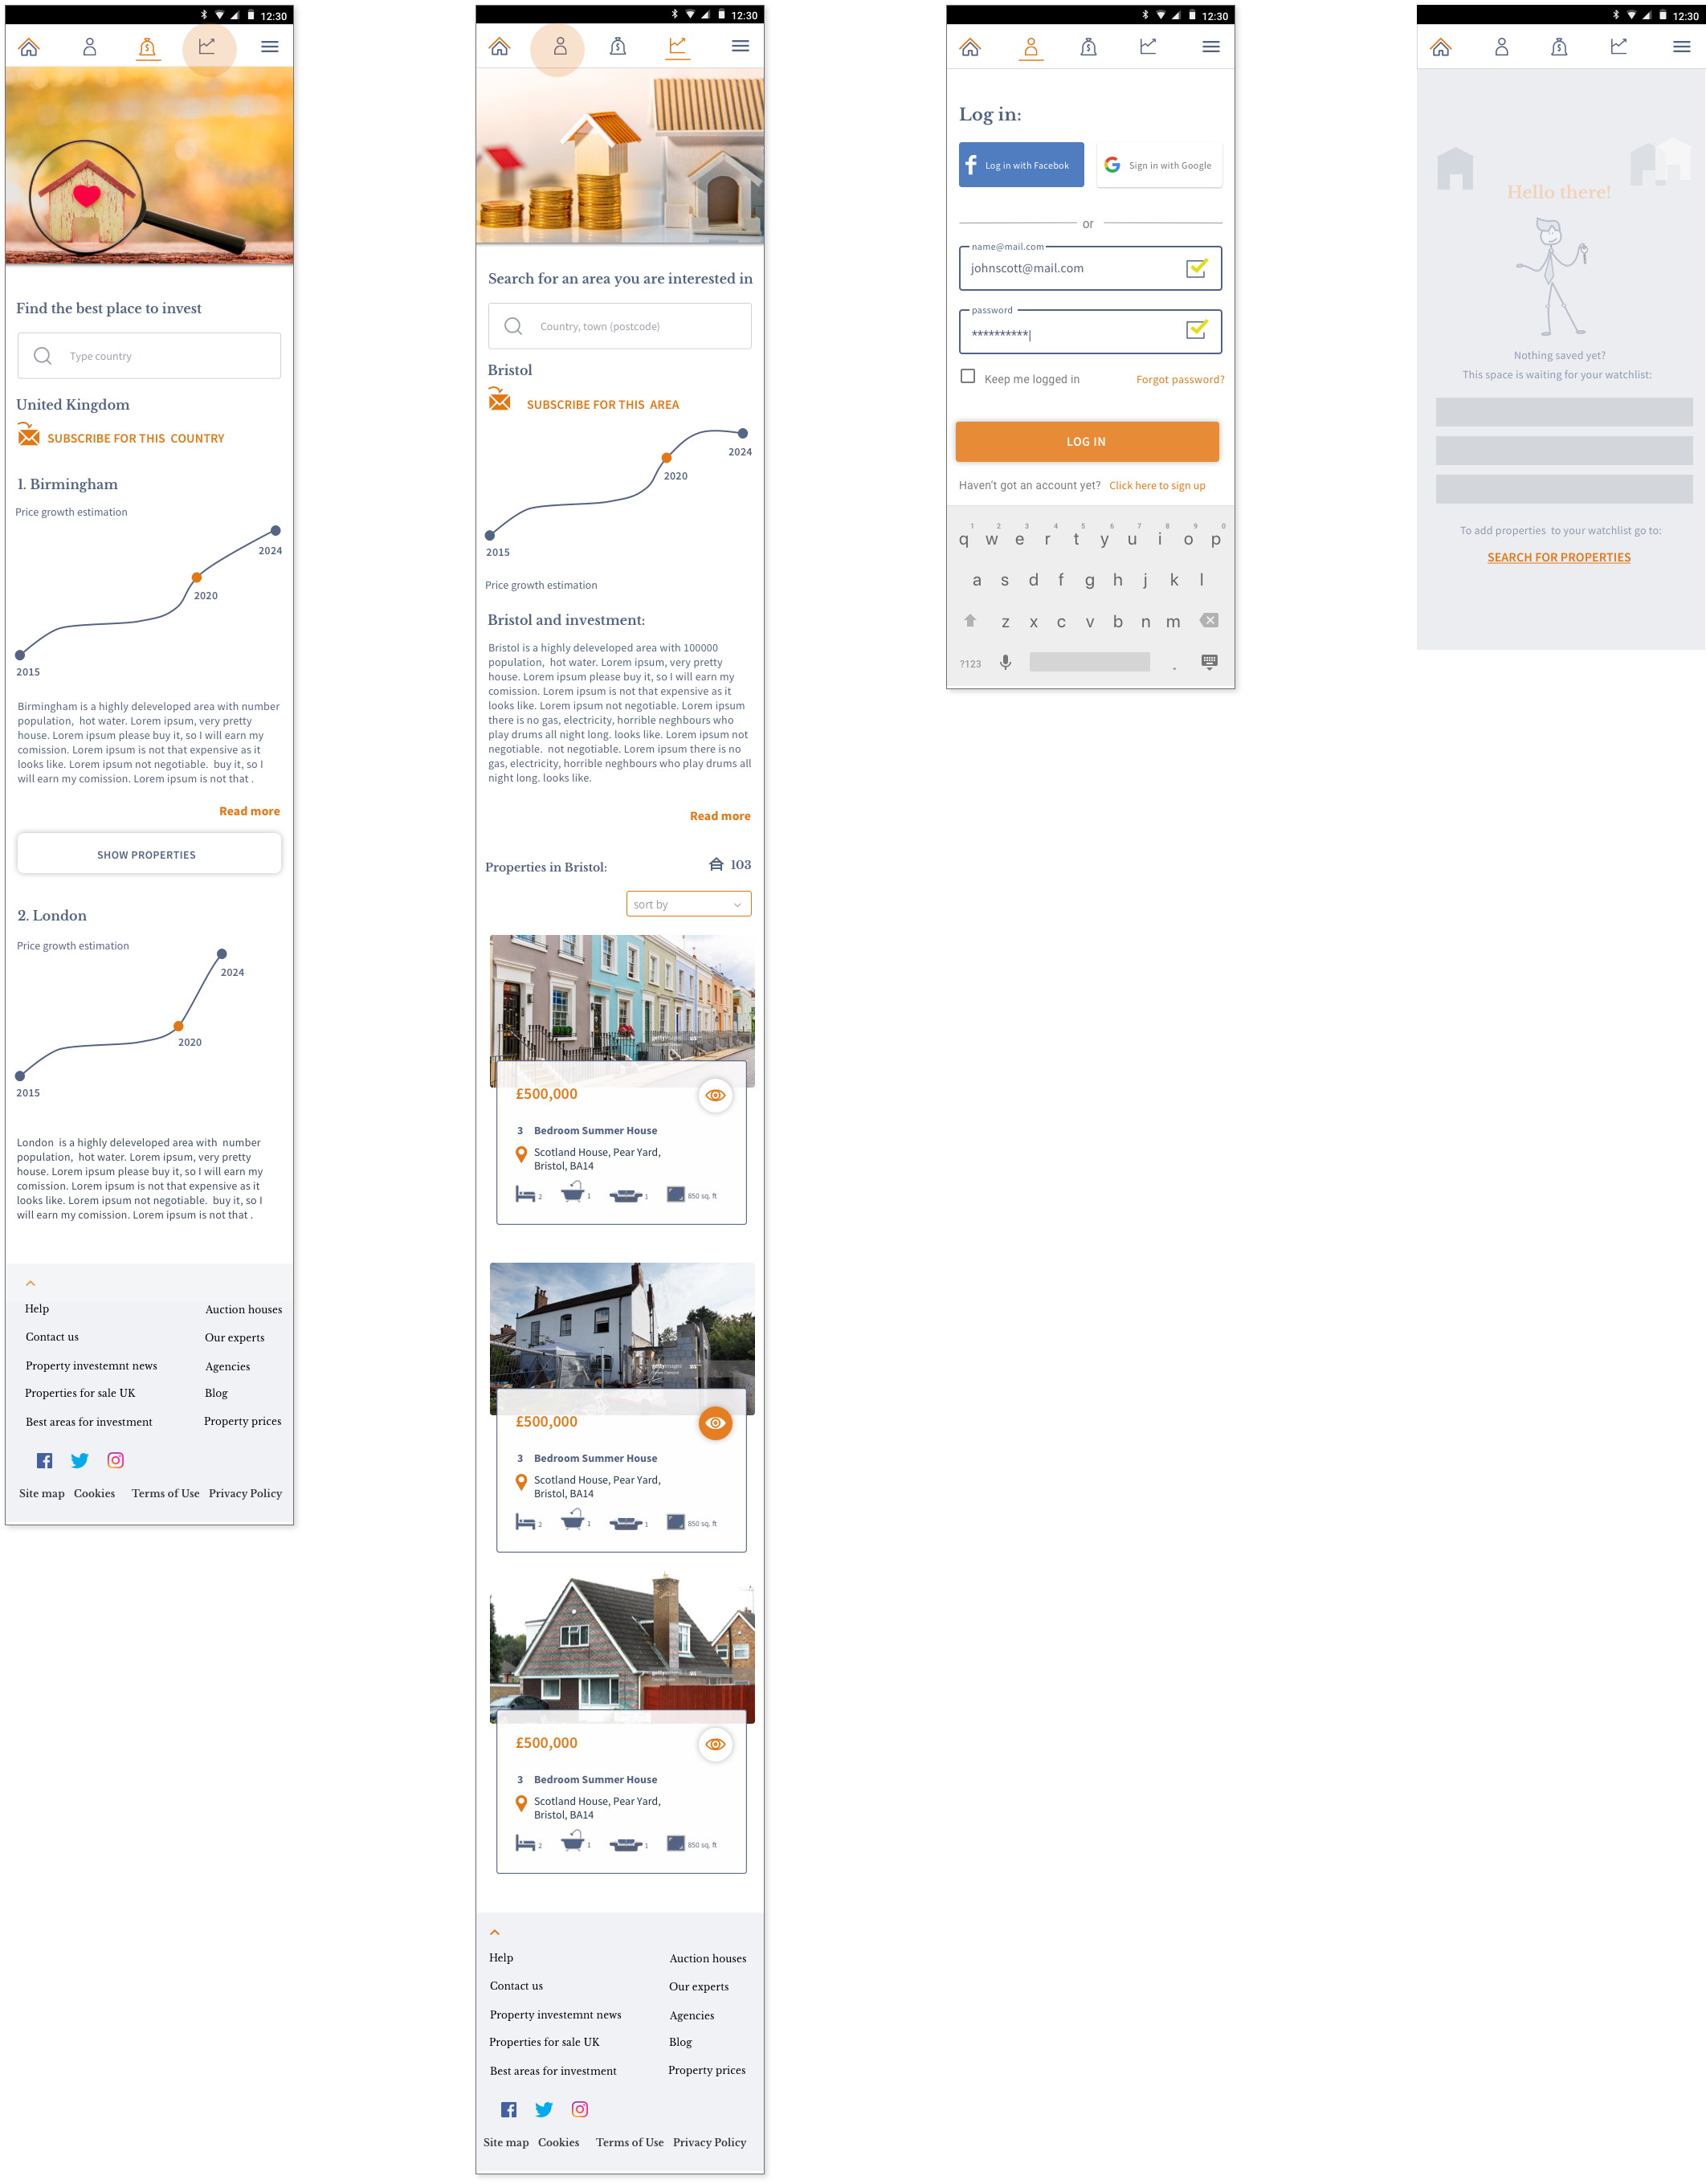 12:30
Find the best place to invest
Type country
United Kingdom
SUBSCRIBE FOR THIS COUNTRY
1. Birmingham
Price growth estimation
2024
2020
2015
Birmingham is a highly deleveloped area with number
population, hot water. Lorem ipsum, very pretty
house. Lorem ipsum please buy it, so I will earn my
comission. Lorem ipsum is not that expensive as it
looks like. Lorem ipsum not negotiable. buy it, so I
will earn my comission. Lorem ipsum is not that .
Read more
SHOW PROPERTIES
2. London
Price growth estimation
2024
2020
2015
London is a highly deleveloped area with number
population, hot water. Lorem ipsum, very pretty
house. Lorem ipsum please buy it, so I will earn my
comission. Lorem ipsum is not that expensive as it
looks like. Lorem ipsum not negotiable. buy it, so I
will earn my comission. Lorem ipsum is not that .
Help Auction houses
Contact us Our experts
Property investemnt news Agencies
Properties for sale UK Blog
Best areas for investment Property prices
Site map Cookies Terms of Use Privacy Policy
12:30
Search for an area you are interested in
Country, town (postcode)
Bristol
SUBSCRIBE FOR THIS AREA
2024
2020
2015
Price growth estimation
Bristol and investment:
Bristol is a highly deleveloped area with 100000
population, hot water. Lorem ipsum, very pretty
house. Lorem ipsum please buy it, so I will earn my
comission. Lorem ipsum is not that expensive as it
looks like. Lorem ipsum not negotiable. Lorem ipsum
there is no gas, electricity, horrible neghbours who
play drums all night long. looks like. Lorem ipsum not
negotiable. not negotiable. Lorem ipsum there is no
gas, electricity, horrible neghbours who play drums all
night long. looks like.
Read more
Properties in Bristol: 103
sort by
gettyimages
£500,000
3 Bedroom Summer House
Scotland House, Pear Yard,
Bristol, BA14
2 1 1 850 sq. ft
gettyimages
£500,000
3 Bedroom Summer House
Scotland House, Pear Yard,
Bristol, BA14
2 1 1 850 sq. ft
gettyimages
£500,000
3 Bedroom Summer House
Scotland House, Pear Yard,
Bristol, BA14
2 1 1 850 sq. ft
Help Auction houses
Contact us Our experts
Property investemnt news Agencies
Properties for sale UK Blog
Best areas for investment Property prices
Site map Cookies Terms of Use Privacy Policy
12:30
Log in:
Log in with Facebok
Sign in with Google
or
name@mail.com
johnscott@mail.com
password
**********|
Keep me logged in Forgot password?
LOG IN
Haven't got an account yet? Click here to sign up
1 2 3 4 5 6 7 8 9 0
q w e r t y u i o p
a s d f g h j k l
z x c v b n m
?123 .
12:30
Hello there!
Nothing saved yet?
This space is waiting for your watchlist:
To add properties to your watchlist go to:
SEARCH FOR PROPERTIES